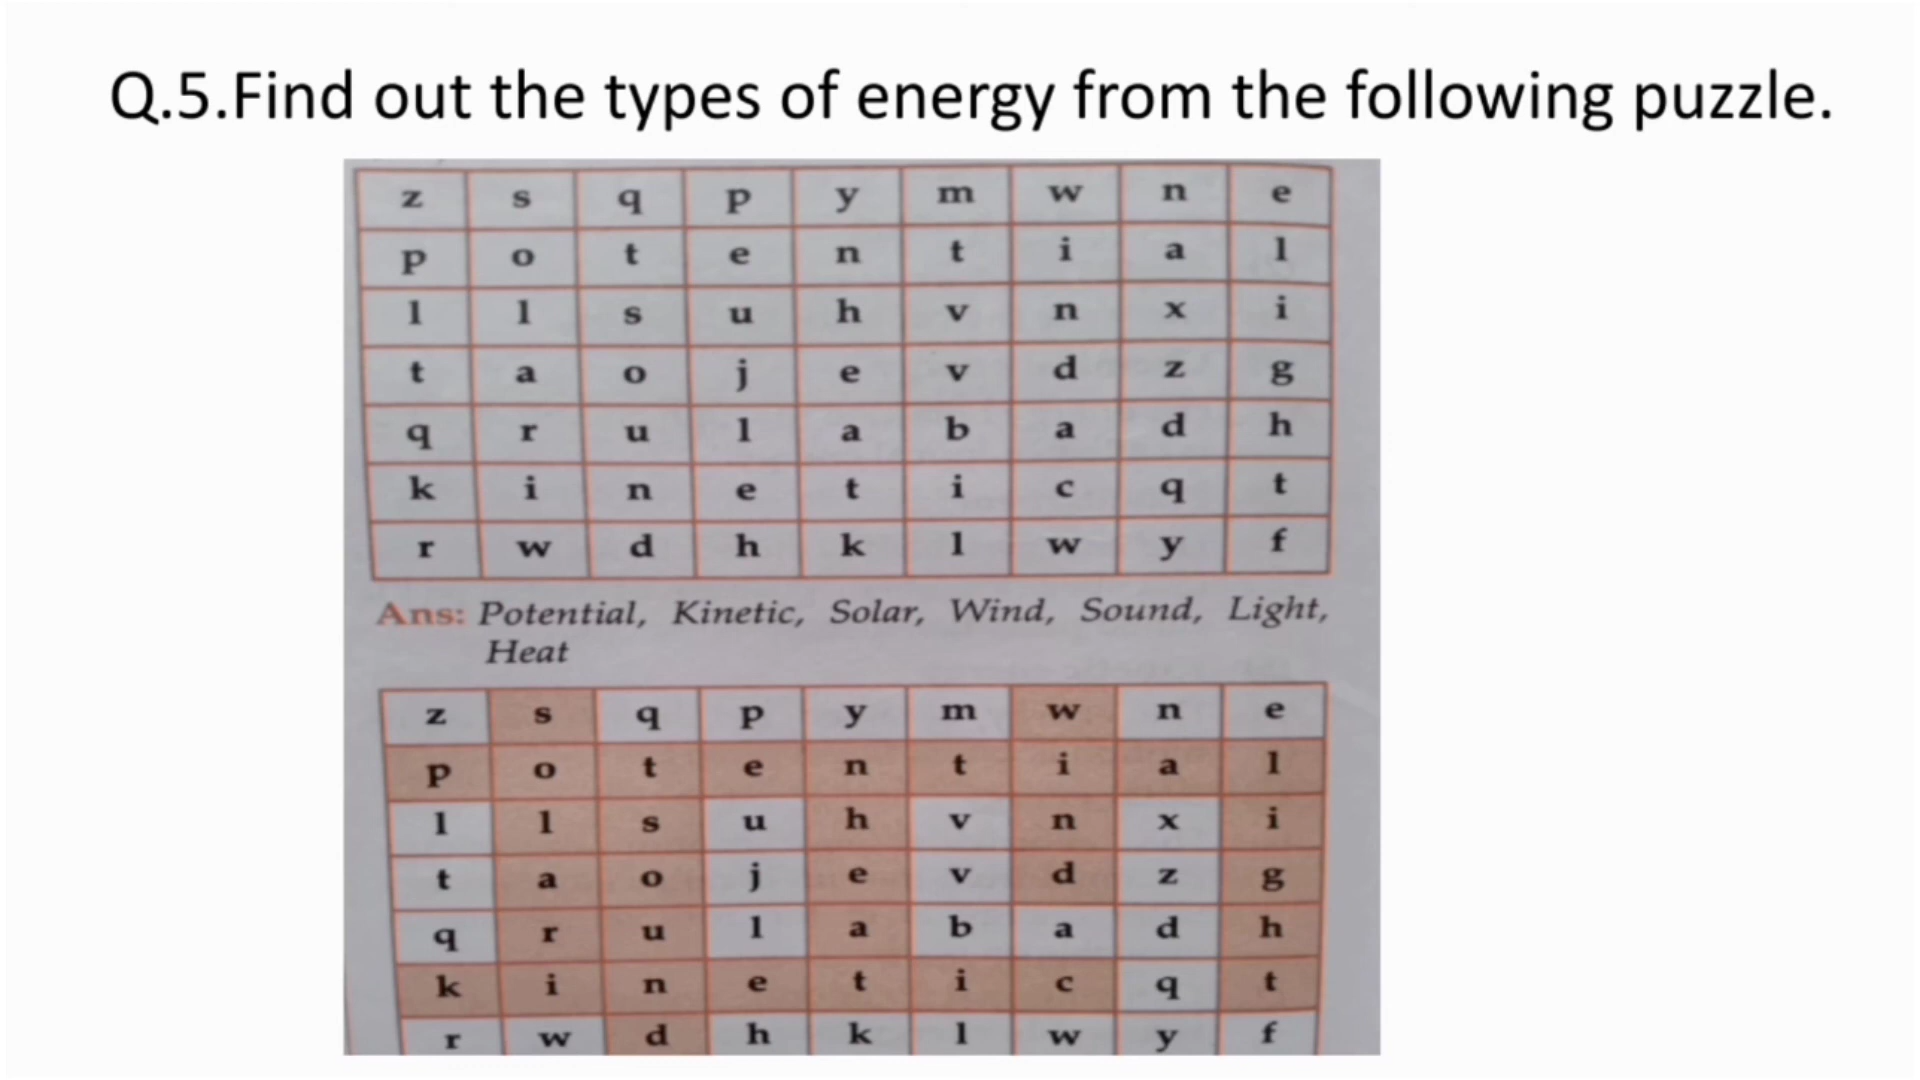 Q.5.Find out the types of energy from the following puzzle.
z s q p y m w n e
p o t e n t i a l
l l s u h v n x i
t a o j e v d z g
q r u l a b a d h
k i n e t i c q t
r w d h k l w y f
Ans: Potential, Kinetic, Solar, Wind, Sound, Light,
Heat
z s q p y m w n e
p o t e n t i a l
l l s u h v n x i
t a o j e v d z g
q r u l a b a d h
k i n e t i c q t
r w d h k l w y f